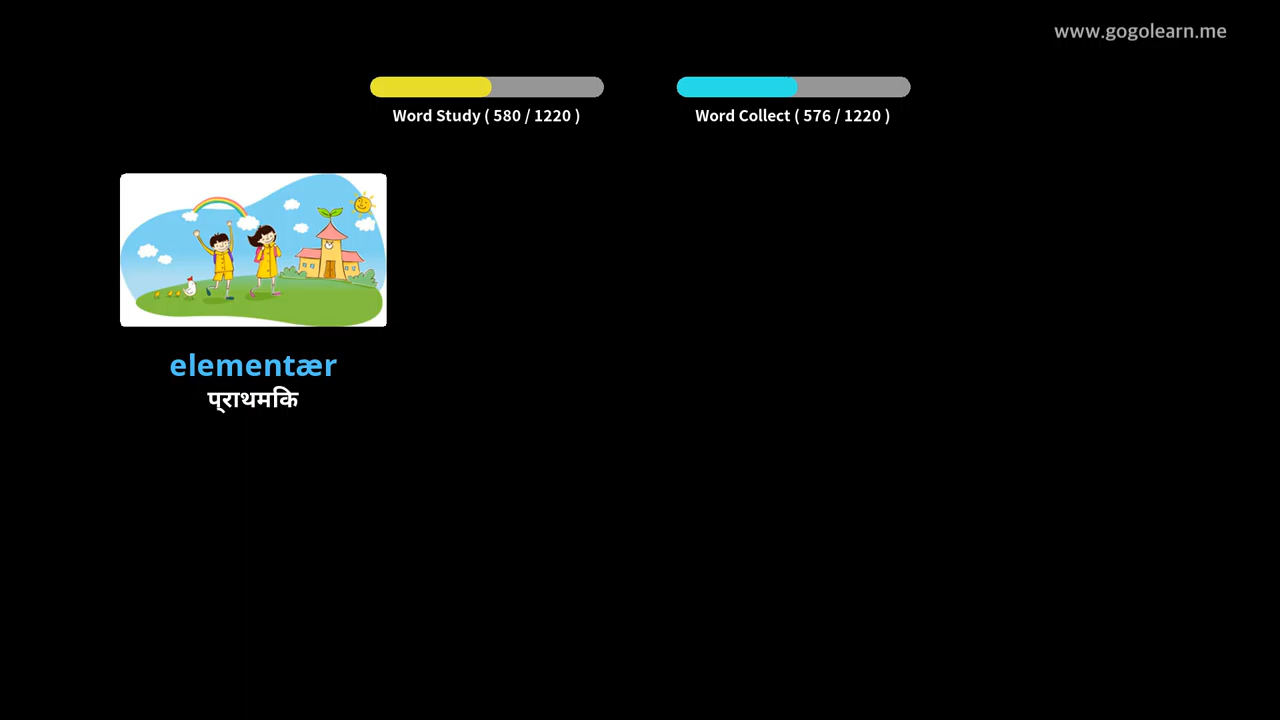 www.gogolearn.me
Word Study ( 580 / 1220 )
Word Collect ( 576 / 1220 )
elementær
प्राथमकि